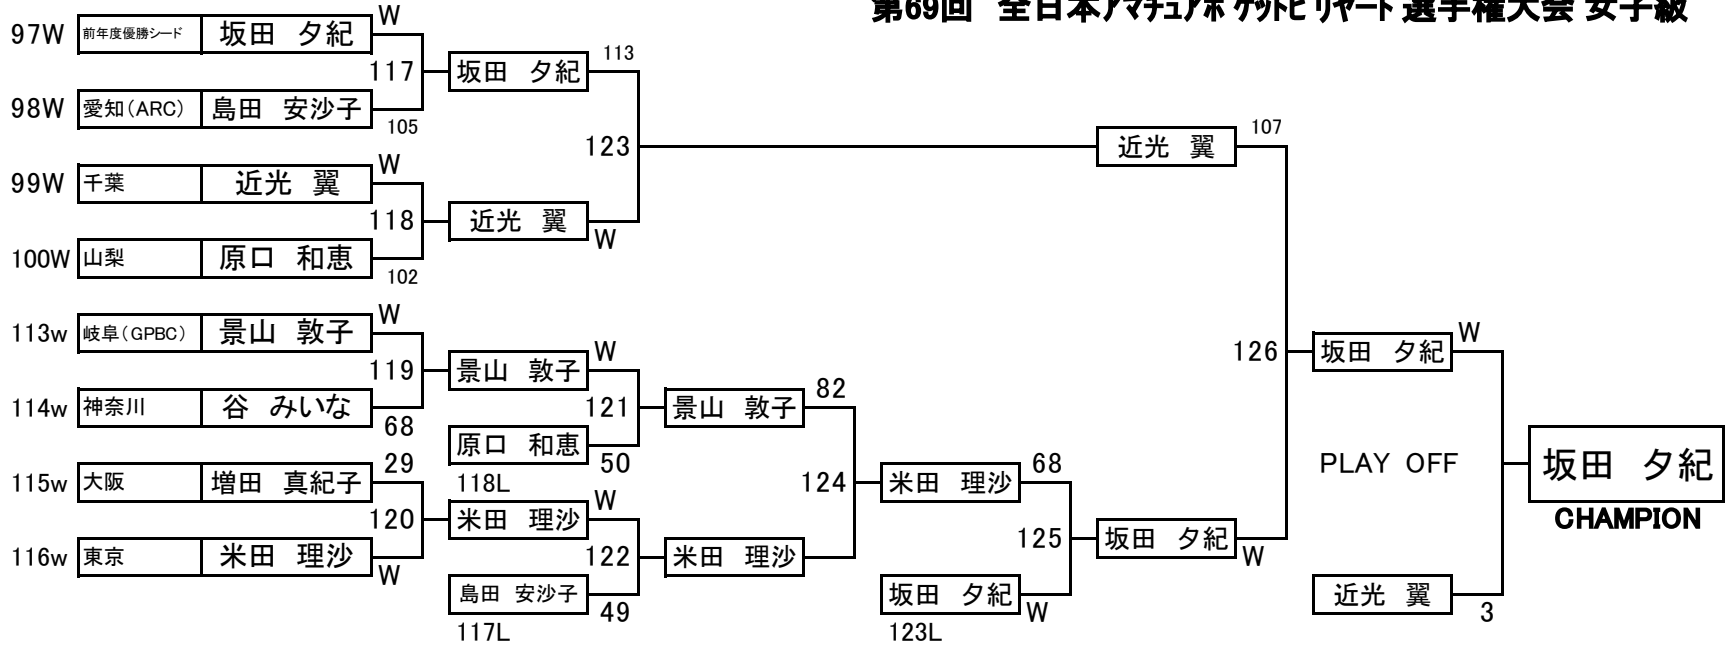 第69回 全日本アマチュアポケットビリヤード選手権大会 女子級
97W 前年度優勝シード 坂田 夕紀 W
117 坂田 夕紀 113
98W 愛知(ARC) 島田 安沙子 105
123 近光 翼 107
99W 千葉 近光 翼 W
118 近光 翼 W
100W 山梨 原口 和恵 102
113w 岐阜(GPBC) 景山 敦子 W
126 坂田 夕紀 W
119 景山 敦子 W
114w 神奈川 谷 みいな 68
121 景山 敦子 82
原口 和恵 50
118L
PLAY OFF
坂田 夕紀
CHAMPION
115w 大阪 増田 真紀子 29
124 米田 理沙 68
120 米田 理沙 W
125 坂田 夕紀 W
116w 東京 米田 理沙 W
122 米田 理沙
島田 安沙子 49
117L
坂田 夕紀 W
123L
近光 翼 3